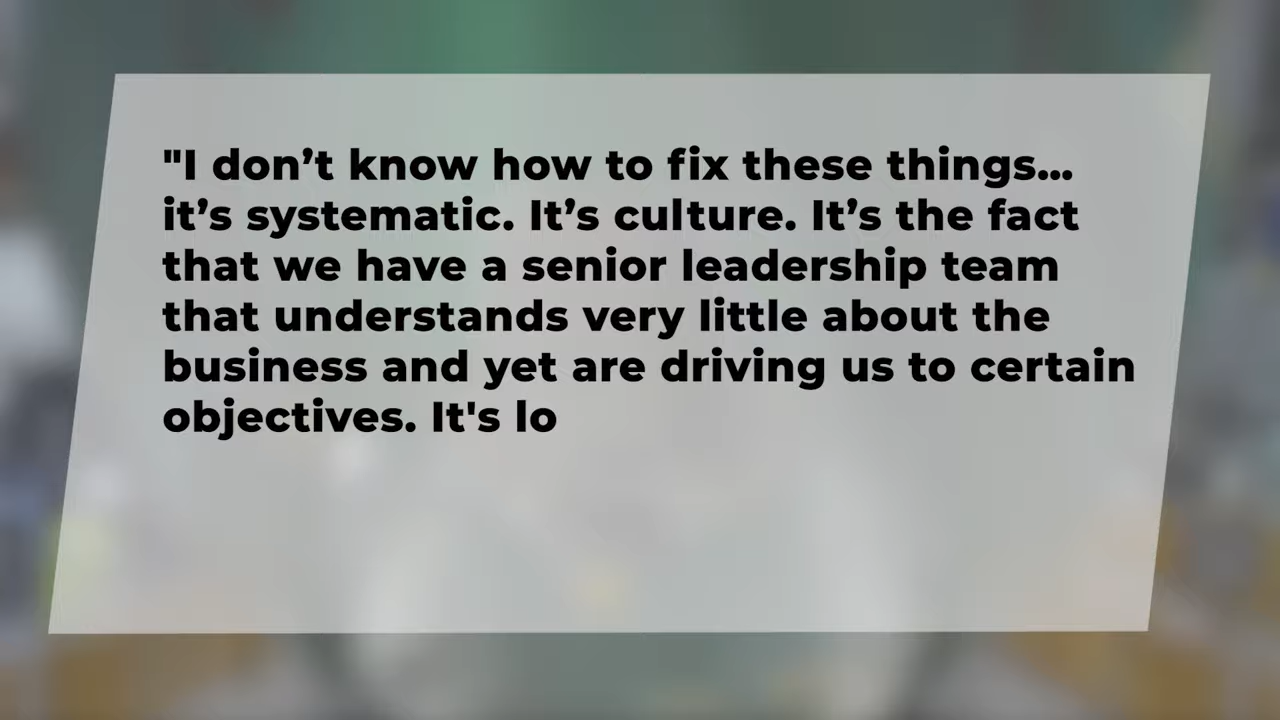 "I don’t know how to fix these things...
it’s systematic. It’s culture. It’s the fact
that we have a senior leadership team
that understands very little about the
business and yet are driving us to certain
objectives. It's lo